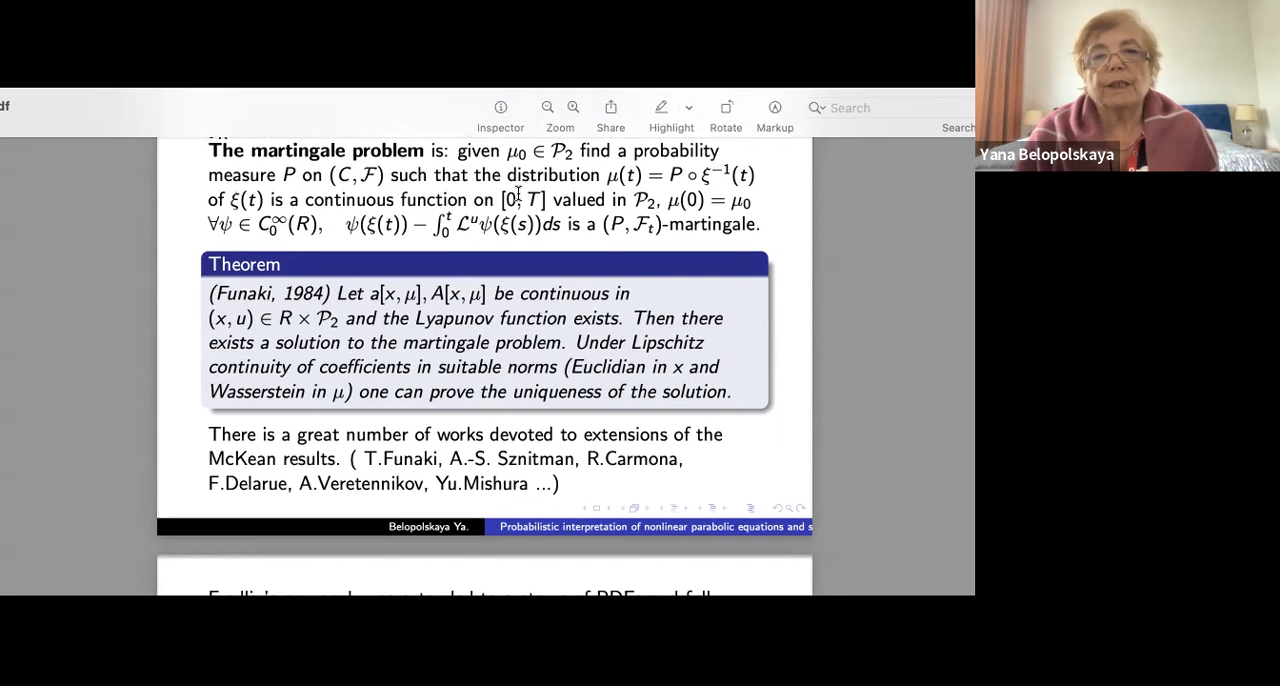 df
Search
Inspector
Zoom
Share
Highlight
Rotate
Markup
Search
The martingale problem is: given μ₀ ∈ 𝒫₂ find a probability
measure P on (C, ℱ) such that the distribution μ(t) = P ∘ ξ⁻¹(t)
of ξ(t) is a continuous function on [0, T] valued in 𝒫₂, μ(0) = μ₀
∀ψ ∈ C₀^∞(R), ψ(ξ(t)) − ∫₀ᵗ ℒᵘψ(ξ(s))ds is a (P, ℱₜ)-martingale.
Theorem
(Funaki, 1984) Let a[x, μ], A[x, μ] be continuous in
(x, u) ∈ R × 𝒫₂ and the Lyapunov function exists. Then there
exists a solution to the martingale problem. Under Lipschitz
continuity of coefficients in suitable norms (Euclidian in x and
Wasserstein in μ) one can prove the uniqueness of the solution.
There is a great number of works devoted to extensions of the
McKean results. ( T.Funaki, A.-S. Sznitman, R.Carmona,
F.Delarue, A.Veretennikov, Yu.Mishura ...)
Belopolskaya Ya.
Probabilistic interpretation of nonlinear parabolic equations and s
Yana Belopolskaya